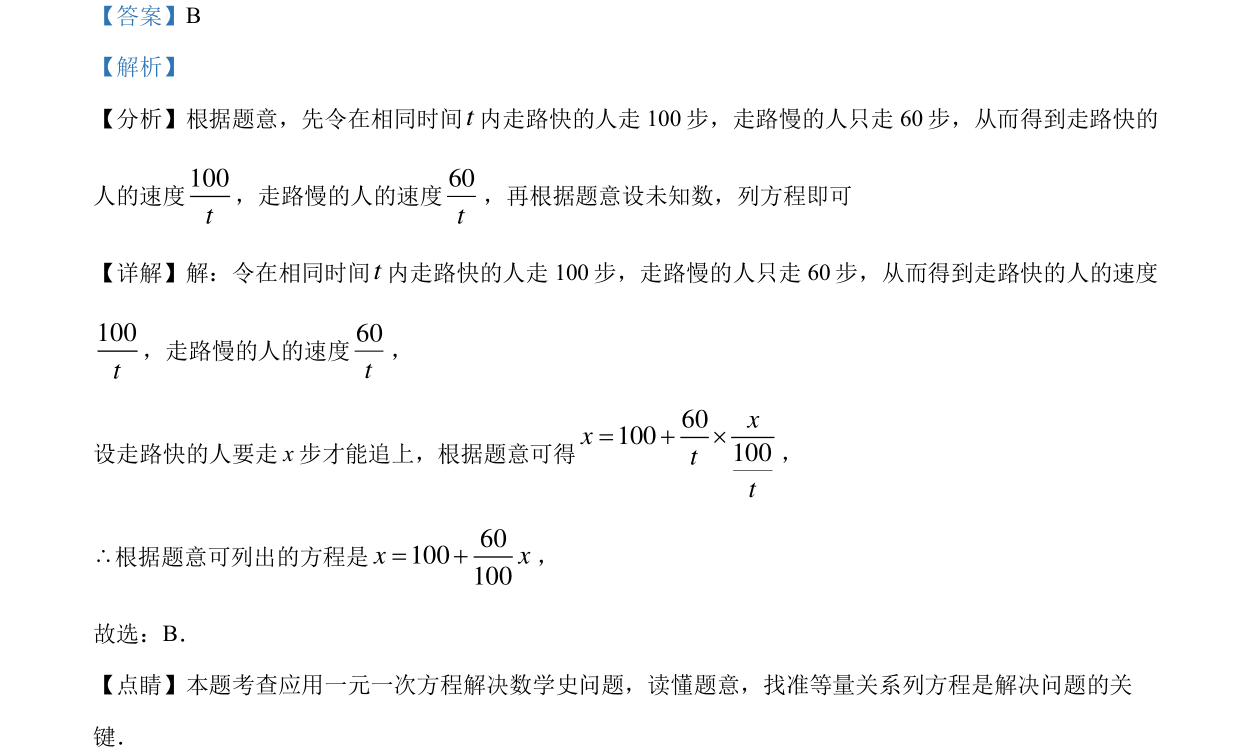 【答案】B
【解析】
【分析】根据题意，先令在相同时间 t 内走路快的人走 100 步，走路慢的人只走 60 步，从而得到走路快的
人的速度 \frac{100}{t}，走路慢的人的速度 \frac{60}{t}，再根据题意设未知数，列方程即可
【详解】解：令在相同时间 t 内走路快的人走 100 步，走路慢的人只走 60 步，从而得到走路快的人的速度
\frac{100}{t}，走路慢的人的速度 \frac{60}{t}，
设走路快的人要走 x 步才能追上，根据题意可得 x=100+\frac{60}{t}×\frac{x}{\frac{100}{t}}，
∴根据题意可列出的方程是 x=100+\frac{60}{100}x，
故选：B．
【点睛】本题考查应用一元一次方程解决数学史问题，读懂题意，找准等量关系列方程是解决问题的关
键．